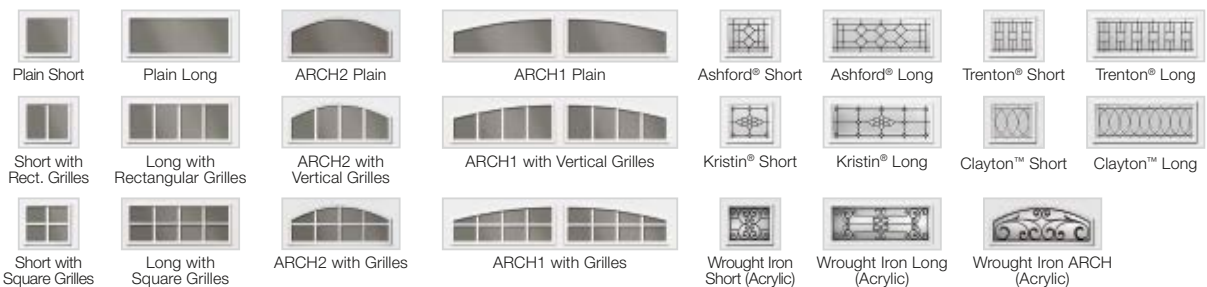 Plain Short
Plain Long
ARCH2 Plain
ARCH1 Plain
Ashford® Short
Ashford® Long
Trenton® Short
Trenton® Long
Short with
Rect. Grilles
Long with
Rectangular Grilles
ARCH2 with
Vertical Grilles
ARCH1 with Vertical Grilles
Kristin® Short
Kristin® Long
Clayton™ Short
Clayton™ Long
Short with
Square Grilles
Long with
Square Grilles
ARCH2 with Grilles
ARCH1 with Grilles
Wrought Iron
Short (Acrylic)
Wrought Iron Long
(Acrylic)
Wrought Iron ARCH
(Acrylic)